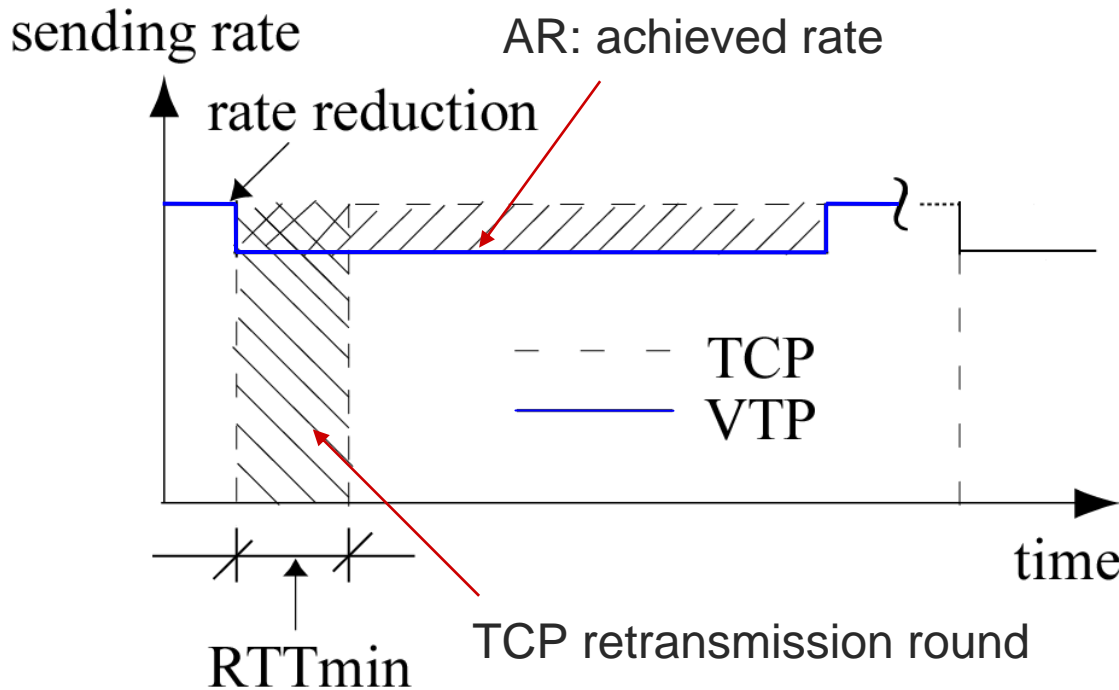 sending rate
AR: achieved rate
rate reduction
TCP
VTP
time
TCP retransmission round
RTTmin